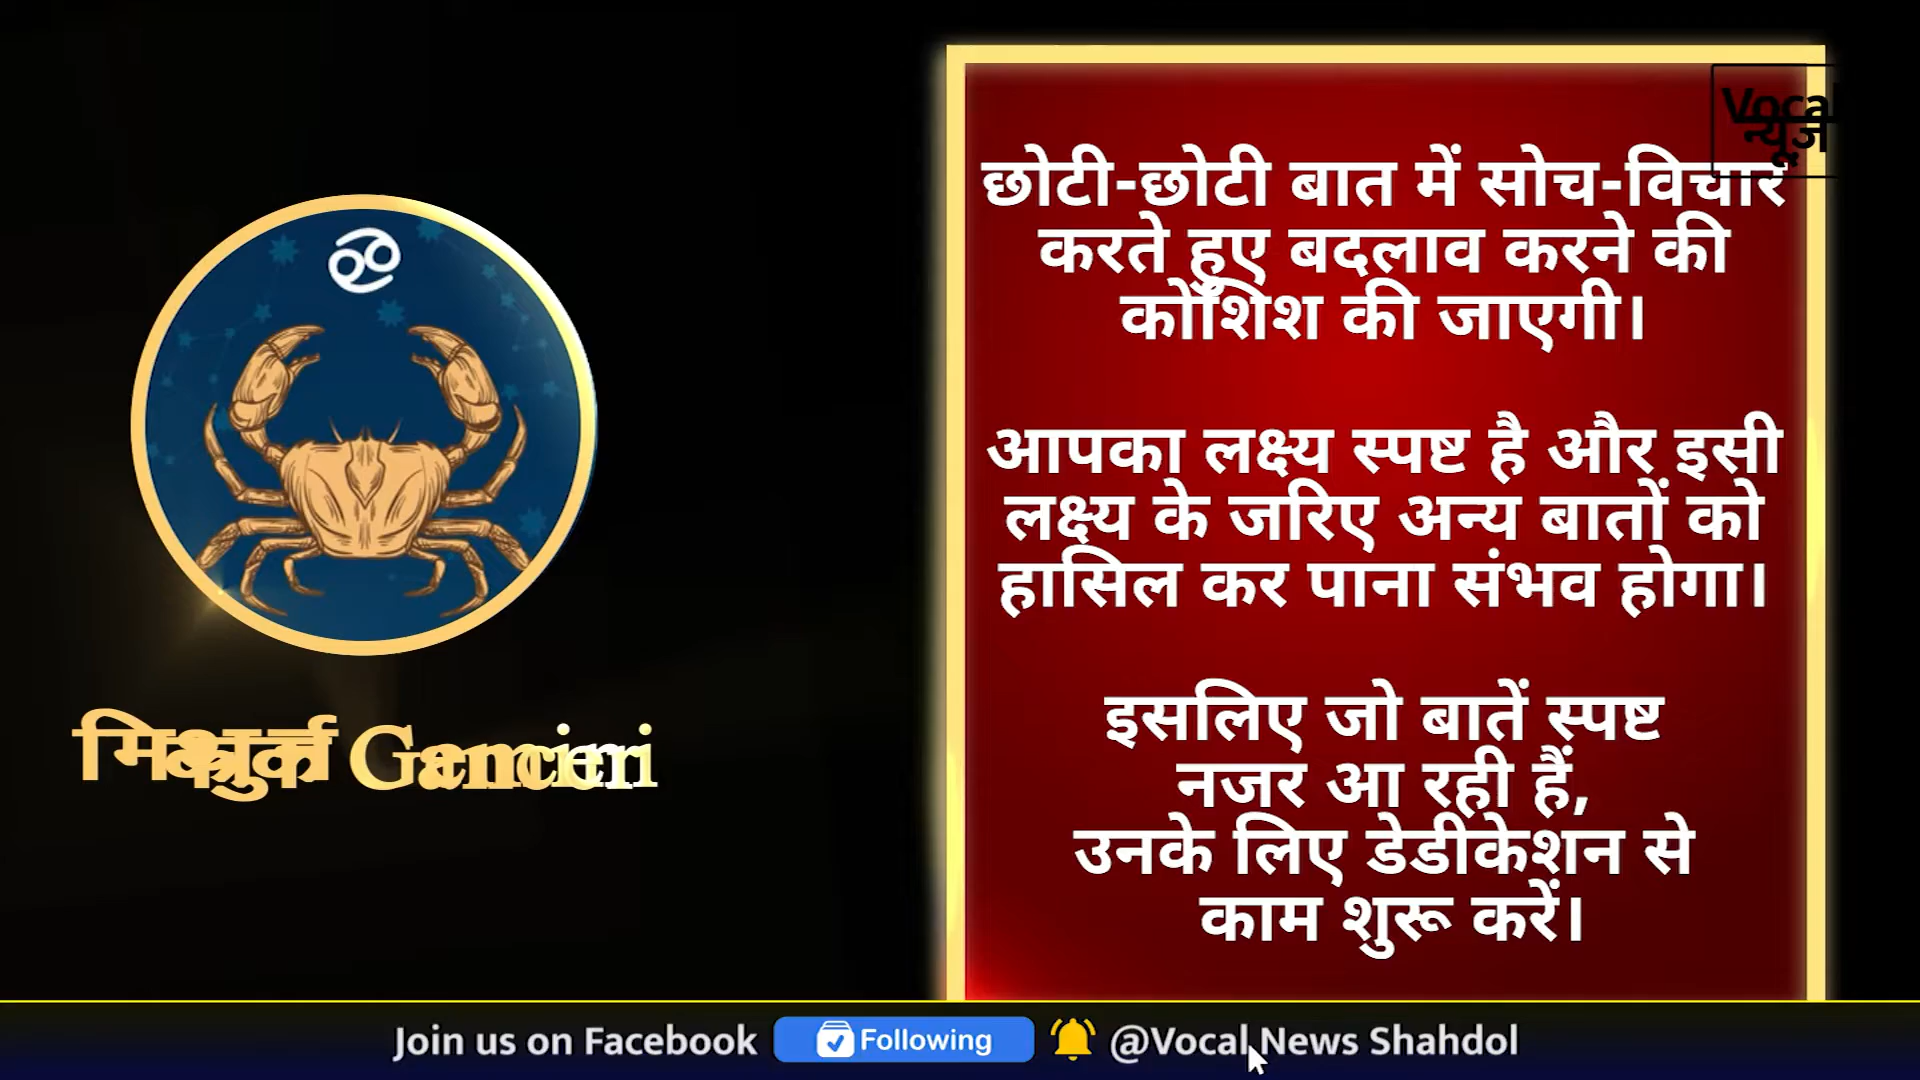 Vocal
न्यूज
छोटी-छोटी बात में सोच-विचार
करते हुए बदलाव करने की
कोशिश की जाएगी।
आपका लक्ष्य स्पष्ट है और इसी
लक्ष्य के जरिए अन्य बातों को
हासिल कर पाना संभव होगा।
इसलिए जो बातें स्पष्ट
नजर आ रही हैं,
उनके लिए डेडीकेशन से
काम शुरू करें।
Join us on Facebook Following @Vocal News Shahdol